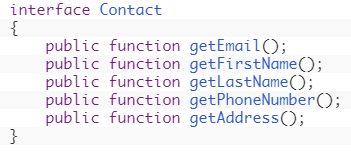 interface Contact
{
    public function getEmail();
    public function getFirstName();
    public function getLastName();
    public function getPhoneNumber();
    public function getAddress();
}